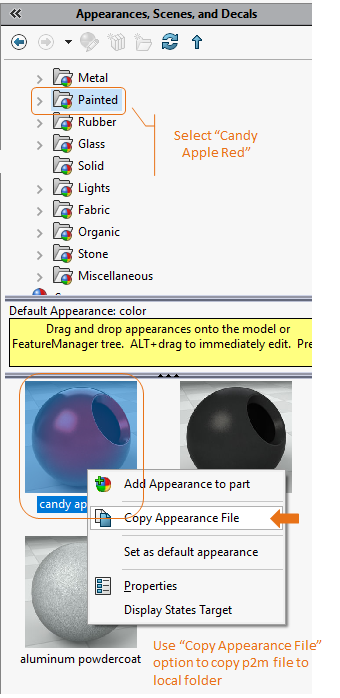 Appearances, Scenes, and Decals
Metal
Painted
Rubber
Glass
Solid
Lights
Fabric
Organic
Stone
Miscellaneous
Select “Candy
Apple Red”
Default Appearance: color
Drag and drop appearances onto the model or
FeatureManager tree. ALT+drag to immediately edit. Pre
candy ap
Add Appearance to part
Copy Appearance File
Set as default appearance
Properties
Display States Target
aluminum powdercoat
Use “Copy Appearance File”
option to copy p2m file to
local folder